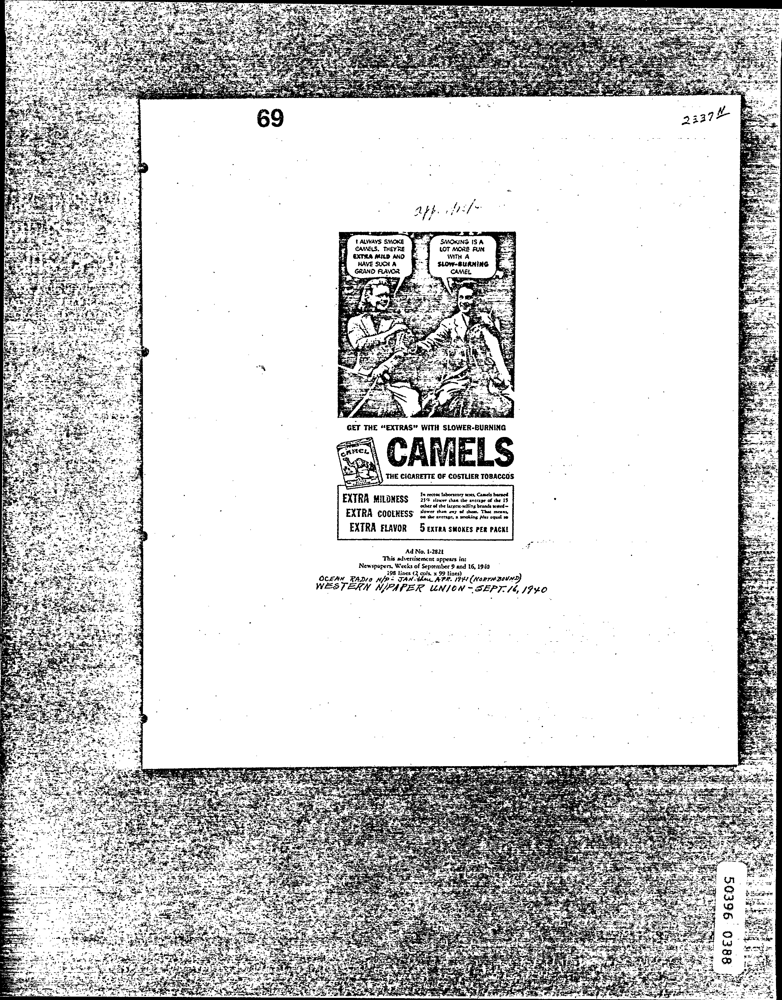 69
2337 N
I ALWAYS SMOKE
CAMELS. THEY'RE
EXTRA MILD AND
HAVE SUCH A
GRAND FLAVOR
SMOKING IS A
LOT MORE FUN
WITH A
SLOW-BURNING
CAMEL
GET THE "EXTRAS" WITH SLOWER-BURNING
CAMEL
CAMELS
THE CIGARETTE OF COSTLIER TOBACCOS
EXTRA MILDNESS
EXTRA COOLNESS
EXTRA FLAVOR
In recent laboratory tests, Camels burned
25% slower than the average of the 15
other of the largest-selling brands tested—
slower than any of them. That means,
on the average, a smoking plus equal to
5 EXTRA SMOKES PER PACK!
Ad No. 1-2821
This advertisement appears in:
Newspapers, Weeks of September 9 and 16, 1940
198 lines (2 cols. x 99 lines)
OCEAN RADIO N/P - JAN. thru APR. 1941 (NORTHBOUND)
WESTERN N/PAPER UNION - SEPT. 16, 1940
50396 0388